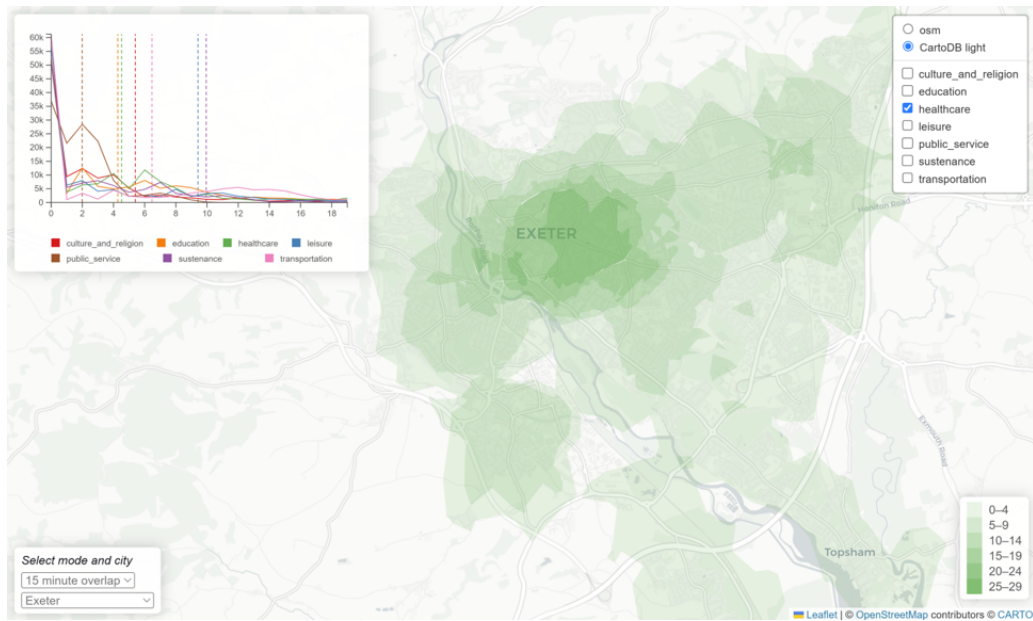 60k
55k
50k
45k
40k
35k
30k
25k
20k
15k
10k
5k
0
0 2 4 6 8 10 12 14 16 18
culture_and_religion education healthcare leisure
public_service sustenance transportation
osm
CartoDB light
culture_and_religion
education
healthcare
leisure
public_service
sustenance
transportation
Honiton Road
EXETER
Exmouth Road
Topsham
0–4
5–9
10–14
15–19
20–24
25–29
Select mode and city
15 minute overlap
Exeter
Leaflet | © OpenStreetMap contributors © CARTO